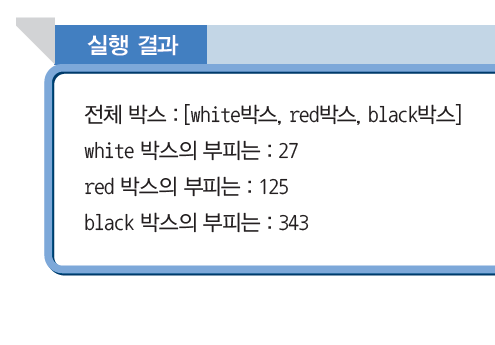 실행 결과
전체 박스 : [white박스, red박스, black박스]
white 박스의 부피는 : 27
red 박스의 부피는 : 125
black 박스의 부피는 : 343